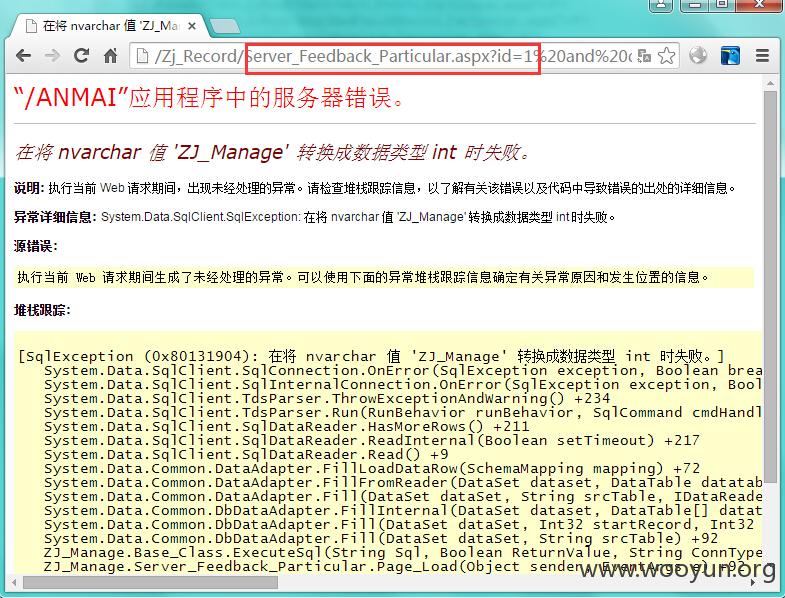 在将 nvarchar 值 'ZJ_Ma
/Zj_Record/Server_Feedback_Particular.aspx?id=1%20and%20
“/ANMAI”应用程序中的服务器错误。
在将 nvarchar 值 'ZJ_Manage' 转换成数据类型 int 时失败。
说明: 执行当前 Web 请求期间，出现未经处理的异常。请检查堆栈跟踪信息，以了解有关该错误以及代码中导致错误的出处的详细信息。
异常详细信息: System.Data.SqlClient.SqlException: 在将 nvarchar 值 'ZJ_Manage' 转换成数据类型 int 时失败。
源错误:
执行当前 Web 请求期间生成了未经处理的异常。可以使用下面的异常堆栈跟踪信息确定有关异常原因和发生位置的信息。
堆栈跟踪:
[SqlException (0x80131904): 在将 nvarchar 值 'ZJ_Manage' 转换成数据类型 int 时失败。]
System.Data.SqlClient.SqlConnection.OnError(SqlException exception, Boolean brea
System.Data.SqlClient.SqlInternalConnection.OnError(SqlException exception, Bool
System.Data.SqlClient.TdsParser.ThrowExceptionAndWarning() +234
System.Data.SqlClient.TdsParser.Run(RunBehavior runBehavior, SqlCommand cmdHandl
System.Data.SqlClient.SqlDataReader.HasMoreRows() +211
System.Data.SqlClient.SqlDataReader.ReadInternal(Boolean setTimeout) +217
System.Data.SqlClient.SqlDataReader.Read() +9
System.Data.Common.DataAdapter.FillLoadDataRow(SchemaMapping mapping) +72
System.Data.Common.DataAdapter.FillFromReader(DataSet dataset, DataTable datatab
System.Data.Common.DataAdapter.Fill(DataSet dataSet, String srcTable, IDataReade
System.Data.Common.DbDataAdapter.FillInternal(DataSet dataset, DataTable[] datat
System.Data.Common.DbDataAdapter.Fill(DataSet dataSet, Int32 startRecord, Int32
System.Data.Common.DbDataAdapter.Fill(DataSet dataSet, String srcTable) +92
ZJ_Manage.Base_Class.ExecuteSql(String Sql, Boolean ReturnValue, String ConnType
ZJ_Manage.Server_Feedback_Particular.Page_Load(Object sender, EventArgs e) +92
www.wooyun.org